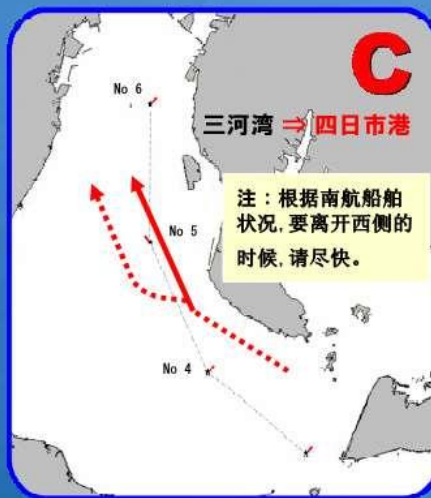 C
No 6
三河湾 ⇒ 四日市港
注：根据南航船舶
状况,要离开西侧的
时候,请尽快。
No 5
No 4